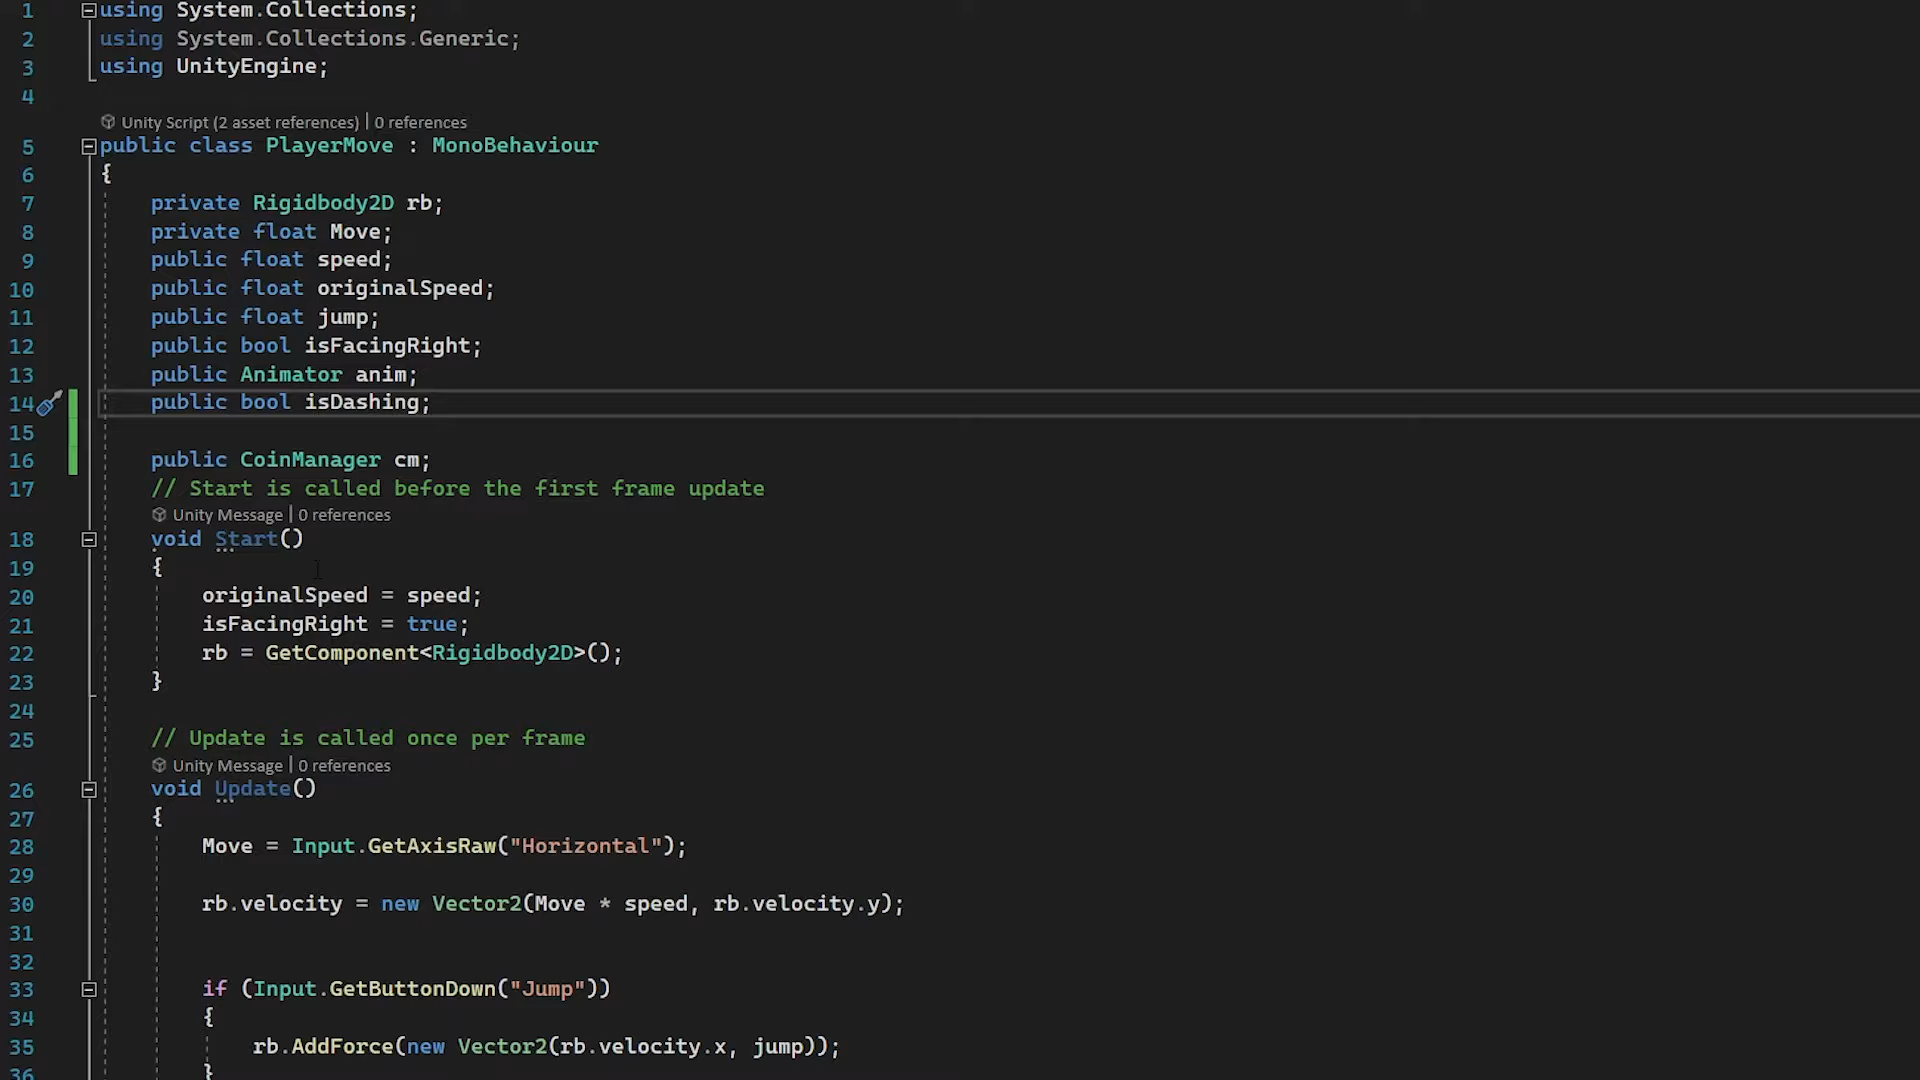 1 using System.Collections;
2 using System.Collections.Generic;
3 using UnityEngine;
4
Unity Script (2 asset references) | 0 references
5 public class PlayerMove : MonoBehaviour
6 {
7 private Rigidbody2D rb;
8 private float Move;
9 public float speed;
10 public float originalSpeed;
11 public float jump;
12 public bool isFacingRight;
13 public Animator anim;
14 public bool isDashing;
15
16 public CoinManager cm;
17 // Start is called before the first frame update
Unity Message | 0 references
18 void Start()
19 {
20 originalSpeed = speed;
21 isFacingRight = true;
22 rb = GetComponent<Rigidbody2D>();
23 }
24
25 // Update is called once per frame
Unity Message | 0 references
26 void Update()
27 {
28 Move = Input.GetAxisRaw("Horizontal");
29
30 rb.velocity = new Vector2(Move * speed, rb.velocity.y);
31
32
33 if (Input.GetButtonDown("Jump"))
34 {
35 rb.AddForce(new Vector2(rb.velocity.x, jump));
36 }